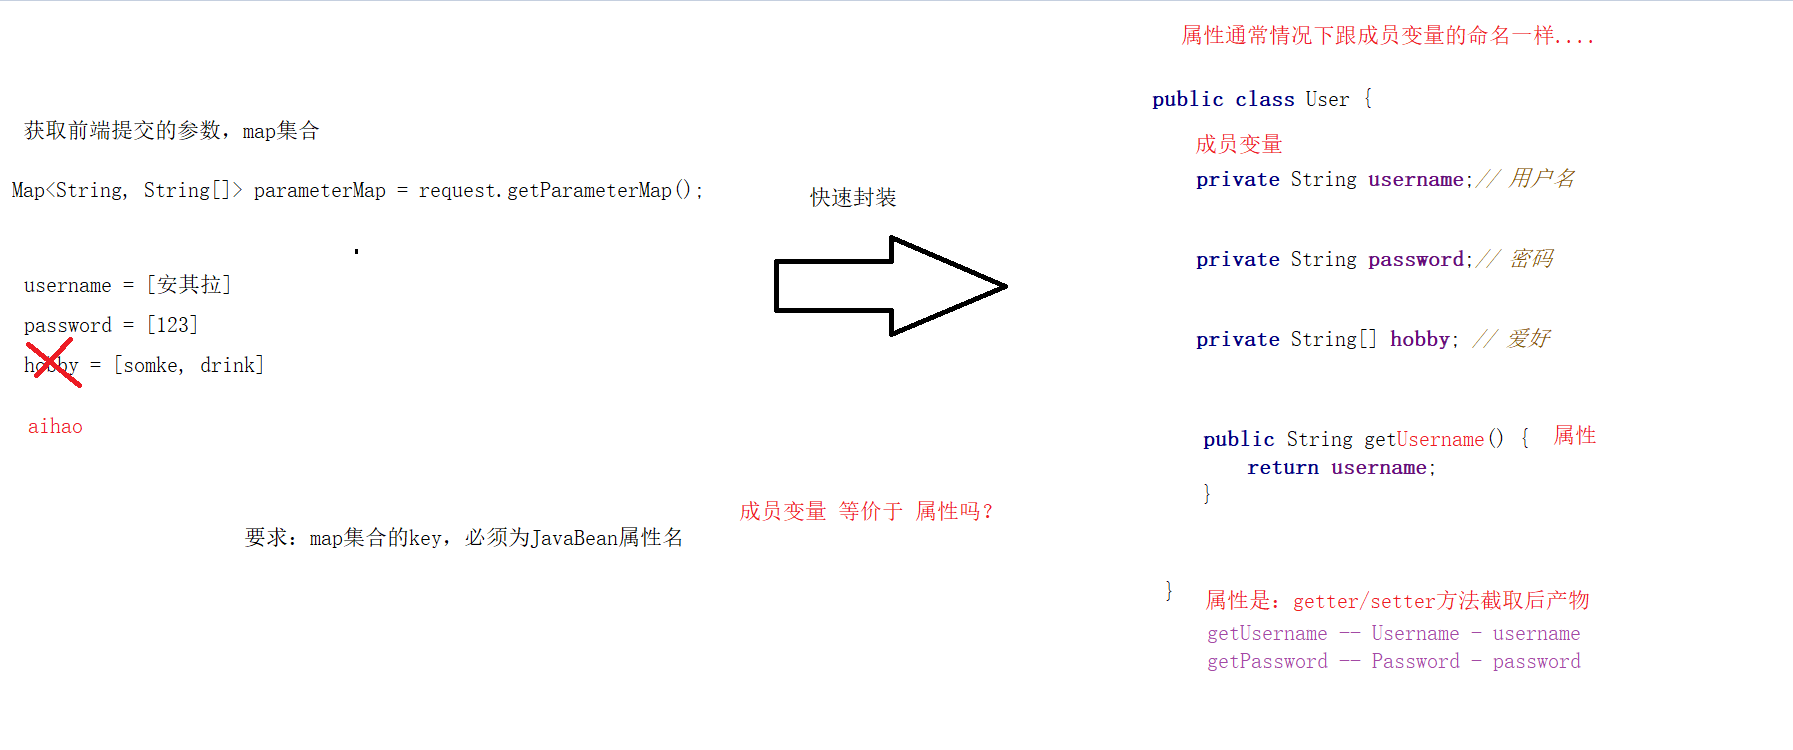 获取前端提交的参数，map集合
Map<String, String[]> parameterMap = request.getParameterMap();
username = [安其拉]
password = [123]
hobby = [somke, drink]
aihao
要求：map集合的key，必须为JavaBean属性名
快速封装
成员变量 等价于 属性吗？
属性通常情况下跟成员变量的命名一样....
public class User {
成员变量
private String username;// 用户名
private String password;// 密码
private String[] hobby; // 爱好
public String getUsername() { 属性
return username;
}
}
属性是：getter/setter方法截取后产物
getUsername -- Username - username
getPassword -- Password - password